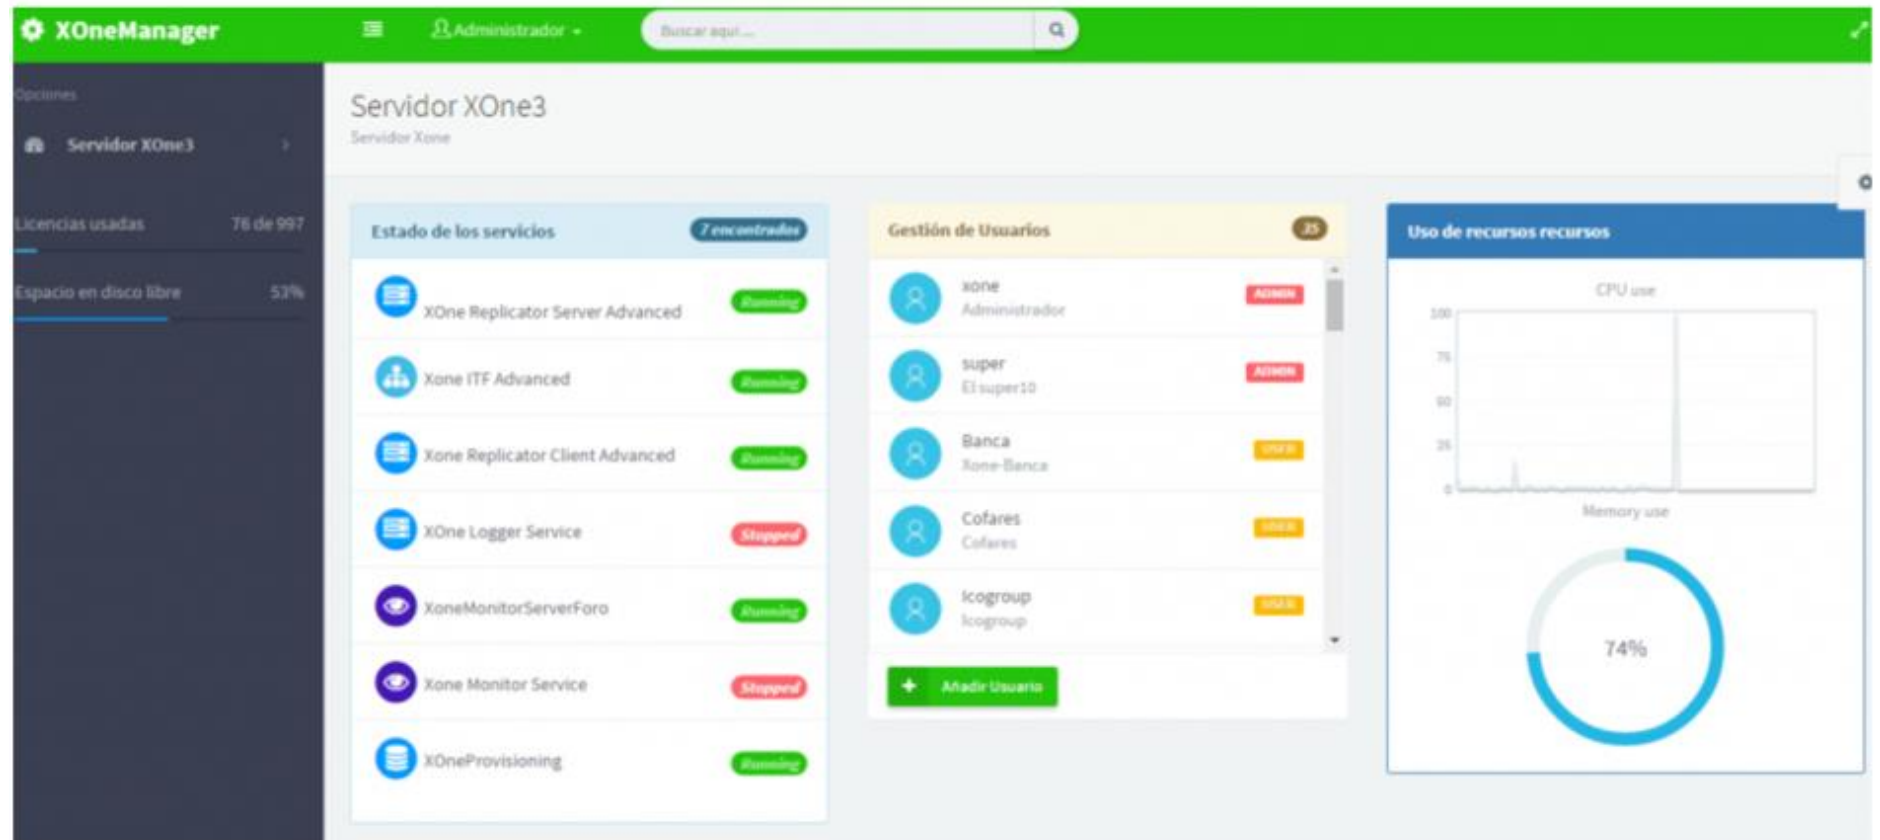 XOneManager
Administrador
Buscar aquí ...
Opciones
Servidor XOne3
Licencias usadas 76 de 997
Espacio en disco libre 53%
Servidor XOne3
Servidor Xone
Estado de los servicios 7 encontrados
XOne Replicator Server Advanced Running
Xone ITF Advanced Running
Xone Replicator Client Advanced Running
XOne Logger Service Stopped
XoneMonitorServerForo Running
Xone Monitor Service Stopped
XOneProvisioning Running
Gestión de Usuarios 35
xone ADMIN
Administrador
super ADMIN
El super10
Banca USER
Xone-Banca
Cofares USER
Cofares
Icogroup USER
Icogroup
+ Añadir Usuario
Uso de recursos recursos
CPU use
100
75
50
25
0
Memory use
74%